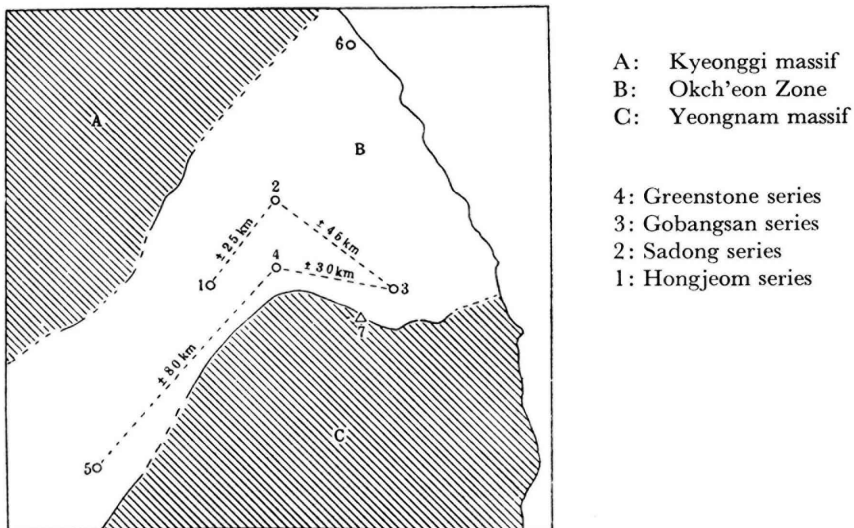 6
A
B
2
±25km
±46km
4
±30km
1
3
7
±80km
C
5
A: Kyeonggi massif
B: Okch'eon Zone
C: Yeongnam massif
4: Greenstone series
3: Gobangsan series
2: Sadong series
1: Hongjeom series